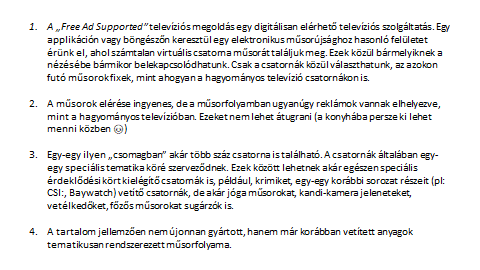 1. A „Free Ad Supported” televíziós megoldás egy digitálisan elérhető televíziós szolgáltatás. Egy
applikáción vagy böngészőn keresztül egy elektronikus műsorújsághoz hasonló felületet
érünk el, ahol számtalan virtuális csatorna műsorát találjuk meg. Ezek közül bármelyiknek a
nézésébe bármikor belekapcsolódhatunk. Csak a csatornák közül választhatunk, az azokon
futó műsorok fixek, mint ahogyan a hagyományos televízió csatornákon is.
2. A műsorok elérése ingyenes, de a műsorfolyamban ugyanúgy reklámok vannak elhelyezve,
mint a hagyományos televízióban. Ezeket nem lehet átugrani (a konyhába persze ki lehet
menni közben ☺)
3. Egy-egy ilyen „csomagban” akár több száz csatorna is található. A csatornák általában egy-
egy speciális tematika köré szerveződnek. Ezek között lehetnek akár egészen speciális
érdeklődési kört kielégítő csatornák is, például, krimiket, egy-egy korábbi sorozat részeit (pl:
CSI:, Baywatch) vetítő csatornák, de akár jóga műsorokat, kandi-kamera jeleneteket,
vetélkedőket, főzős műsorokat sugárzók is.
4. A tartalom jellemzően nem újonnan gyártott, hanem már korábban vetített anyagok
tematikusan rendszerezett műsorfolyama.